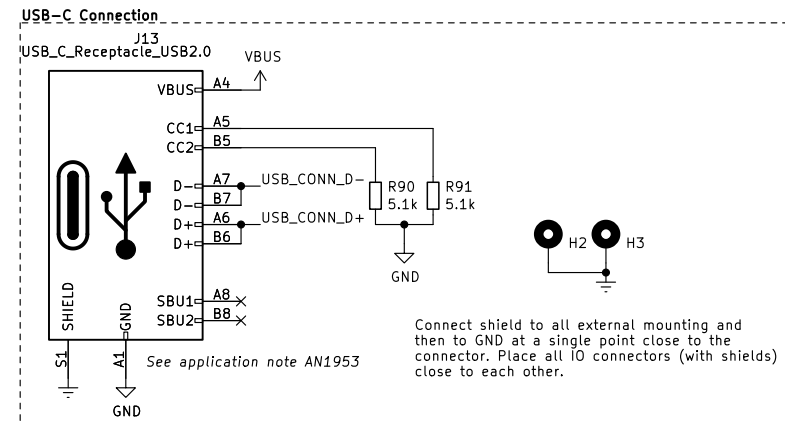 USB-C Connection
J13
USB_C_Receptacle_USB2.0
VBUS
VBUS A4
CC1 A5
CC2 B5
D- A7 USB_CONN_D-
D- B7
D+ A6 USB_CONN_D+
D+ B6
R90
5.1k
R91
5.1k
GND
H2
H3
SBU1 A8
SBU2 B8
SHIELD
GND
S1
A1
See application note AN1953
GND
Connect shield to all external mounting and
then to GND at a single point close to the
connector. Place all IO connectors (with shields)
close to each other.